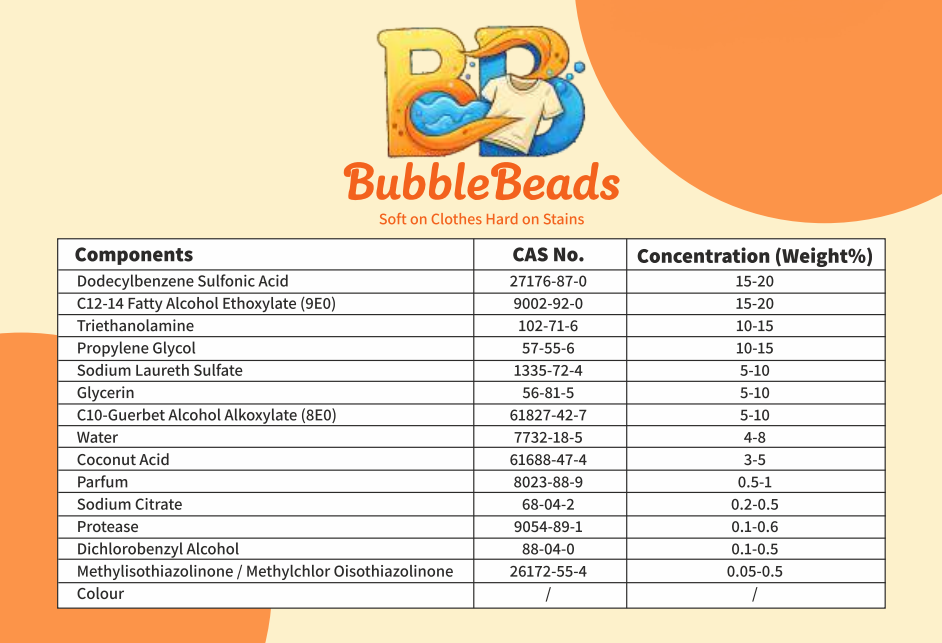 BB
BubbleBeads
Soft on Clothes Hard on Stains
Components CAS No. Concentration (Weight%)
Dodecylbenzene Sulfonic Acid 27176-87-0 15-20
C12-14 Fatty Alcohol Ethoxylate (9E0) 9002-92-0 15-20
Triethanolamine 102-71-6 10-15
Propylene Glycol 57-55-6 10-15
Sodium Laureth Sulfate 1335-72-4 5-10
Glycerin 56-81-5 5-10
C10-Guerbet Alcohol Alkoxylate (8E0) 61827-42-7 5-10
Water 7732-18-5 4-8
Coconut Acid 61688-47-4 3-5
Parfum 8023-88-9 0.5-1
Sodium Citrate 68-04-2 0.2-0.5
Protease 9054-89-1 0.1-0.6
Dichlorobenzyl Alcohol 88-04-0 0.1-0.5
Methylisothiazolinone / Methylchlor Oisothiazolinone 26172-55-4 0.05-0.5
Colour / /